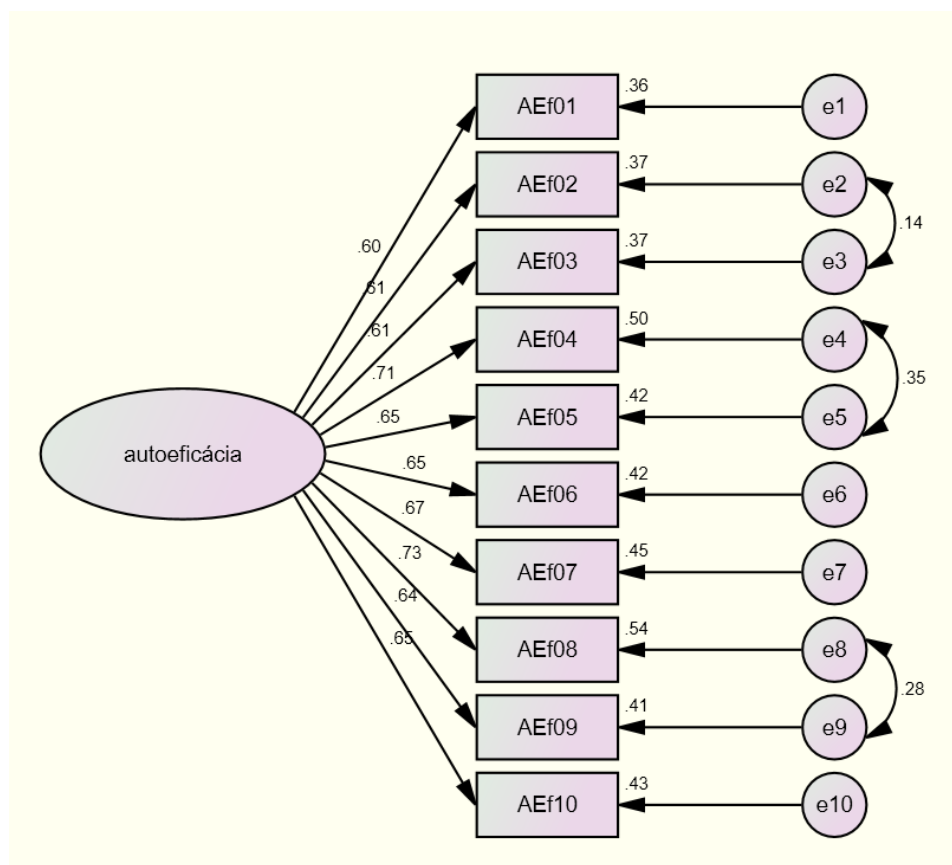 .36
AEf01
e1
.37
AEf02
e2
.14
.37
AEf03
e3
.60
.61
.61
.50
AEf04
e4
.71
.35
.42
AEf05
e5
.65
autoeficácia
.65
.42
AEf06
e6
.67
.45
AEf07
e7
.73
.64
.54
AEf08
e8
.65
.28
.41
AEf09
e9
.43
AEf10
e10